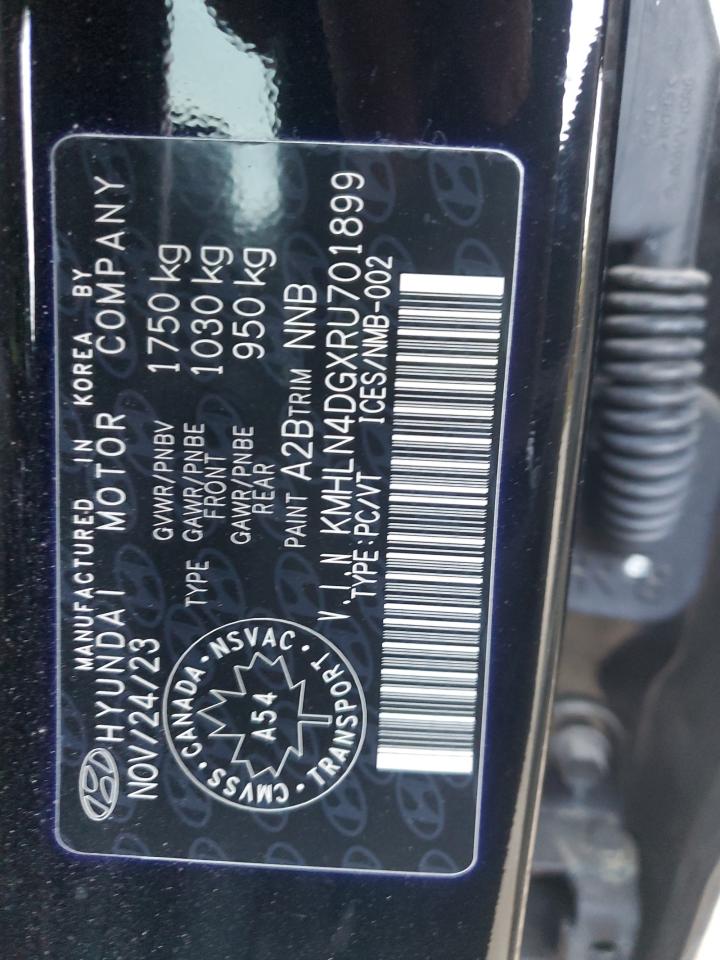 MANUFACTURED IN KOREA BY
HYUNDAI MOTOR COMPANY
NOV/24/23
GVWR/PNBV 1750 kg
TYPE GAWR/PNBE FRONT 1030 kg
GAWR/PNBE REAR 950 kg
PAINT A2B TRIM NNB
V.I.N KMHLN4DGXRU701899
TYPE:PC/VT ICES/NMB-002
CMVSS·CANADA·NSVAC·TRANSPORT·
A54